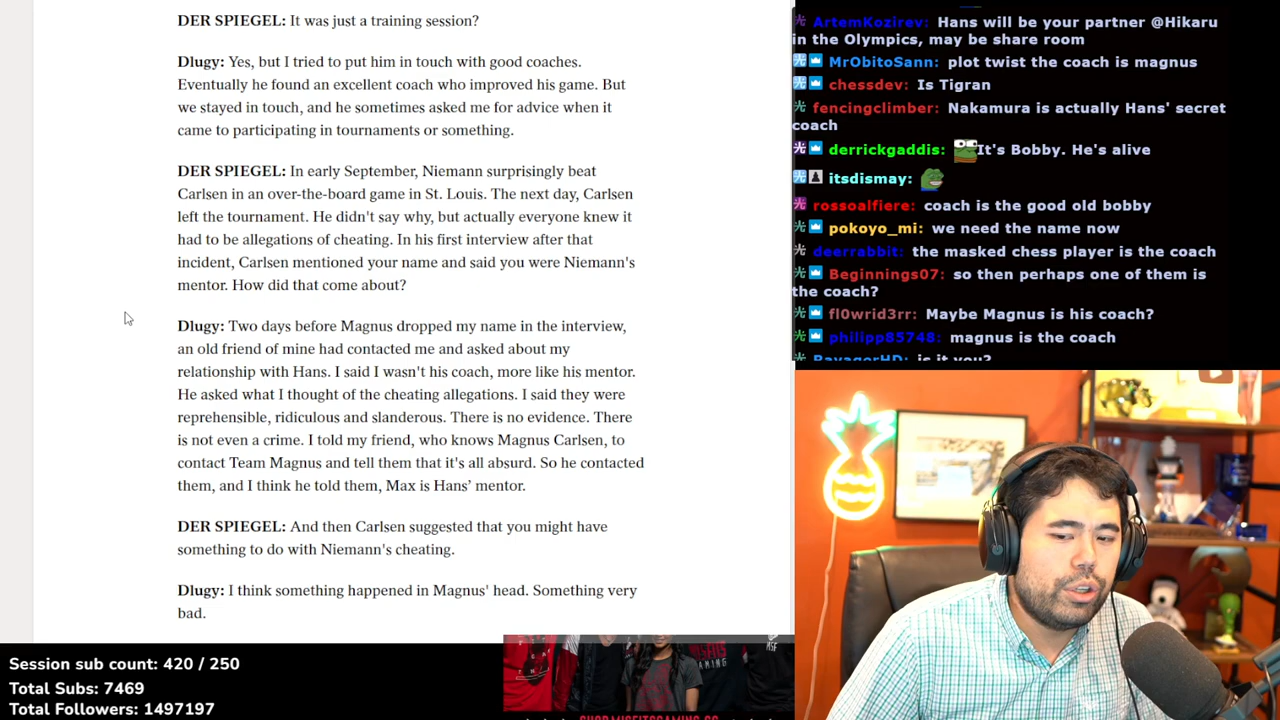 DER SPIEGEL: It was just a training session?
Dlugy: Yes, but I tried to put him in touch with good coaches.
Eventually he found an excellent coach who improved his game. But
we stayed in touch, and he sometimes asked me for advice when it
came to participating in tournaments or something.
DER SPIEGEL: In early September, Niemann surprisingly beat
Carlsen in an over-the-board game in St. Louis. The next day, Carlsen
left the tournament. He didn't say why, but actually everyone knew it
had to be allegations of cheating. In his first interview after that
incident, Carlsen mentioned your name and said you were Niemann's
mentor. How did that come about?
Dlugy: Two days before Magnus dropped my name in the interview,
an old friend of mine had contacted me and asked about my
relationship with Hans. I said I wasn't his coach, more like his mentor.
He asked what I thought of the cheating allegations. I said they were
reprehensible, ridiculous and slanderous. There is no evidence. There
is not even a crime. I told my friend, who knows Magnus Carlsen, to
contact Team Magnus and tell them that it's all absurd. So he contacted
them, and I think he told them, Max is Hans’ mentor.
DER SPIEGEL: And then Carlsen suggested that you might have
something to do with Niemann's cheating.
Dlugy: I think something happened in Magnus' head. Something very
bad.
ArtemKozirev: Hans will be your partner @Hikaru
in the Olympics, may be share room
MrObitoSann: plot twist the coach is magnus
chessdev: Is Tigran
fencingclimber: Nakamura is actually Hans' secret
coach
derrickgaddis: It's Bobby. He's alive
itsdismay:
rossoalfiere: coach is the good old bobby
pokoyo_mi: we need the name now
deerrabbit: the masked chess player is the coach
Beginnings07: so then perhaps one of them is
the coach?
fl0wrid3rr: Maybe Magnus is his coach?
philipp85748: magnus is the coach
RavagerHD: is it you?
Session sub count: 420 / 250
Total Subs: 7469
Total Followers: 1497197
MSF
GAMING
SHOP.MISFITSGAMING.GG